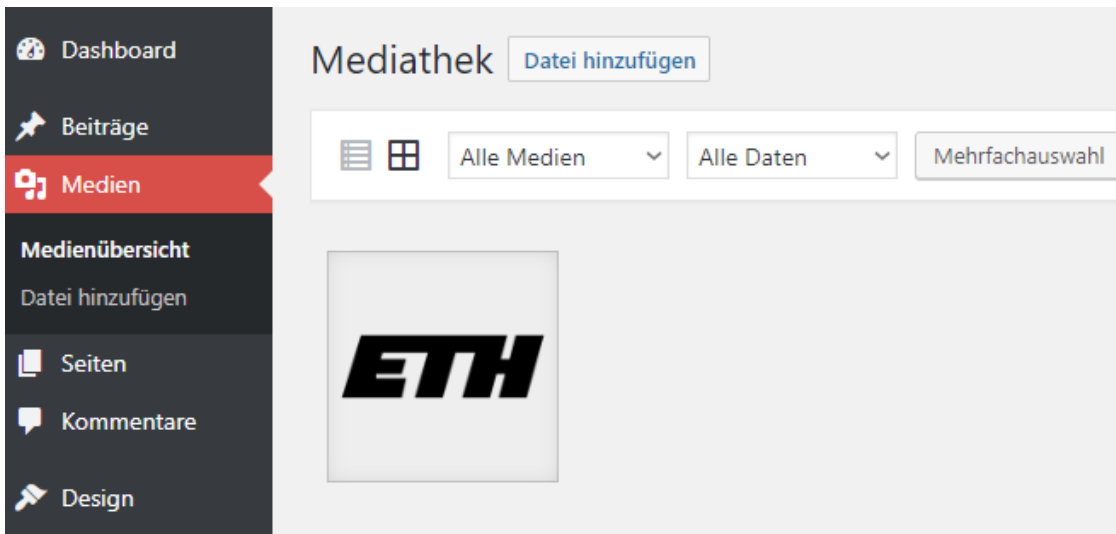 Dashboard
Beiträge
Medien
Medienübersicht
Datei hinzufügen
Seiten
Kommentare
Design
Mediathek Datei hinzufügen
Alle Medien Alle Daten Mehrfachauswahl
ETH